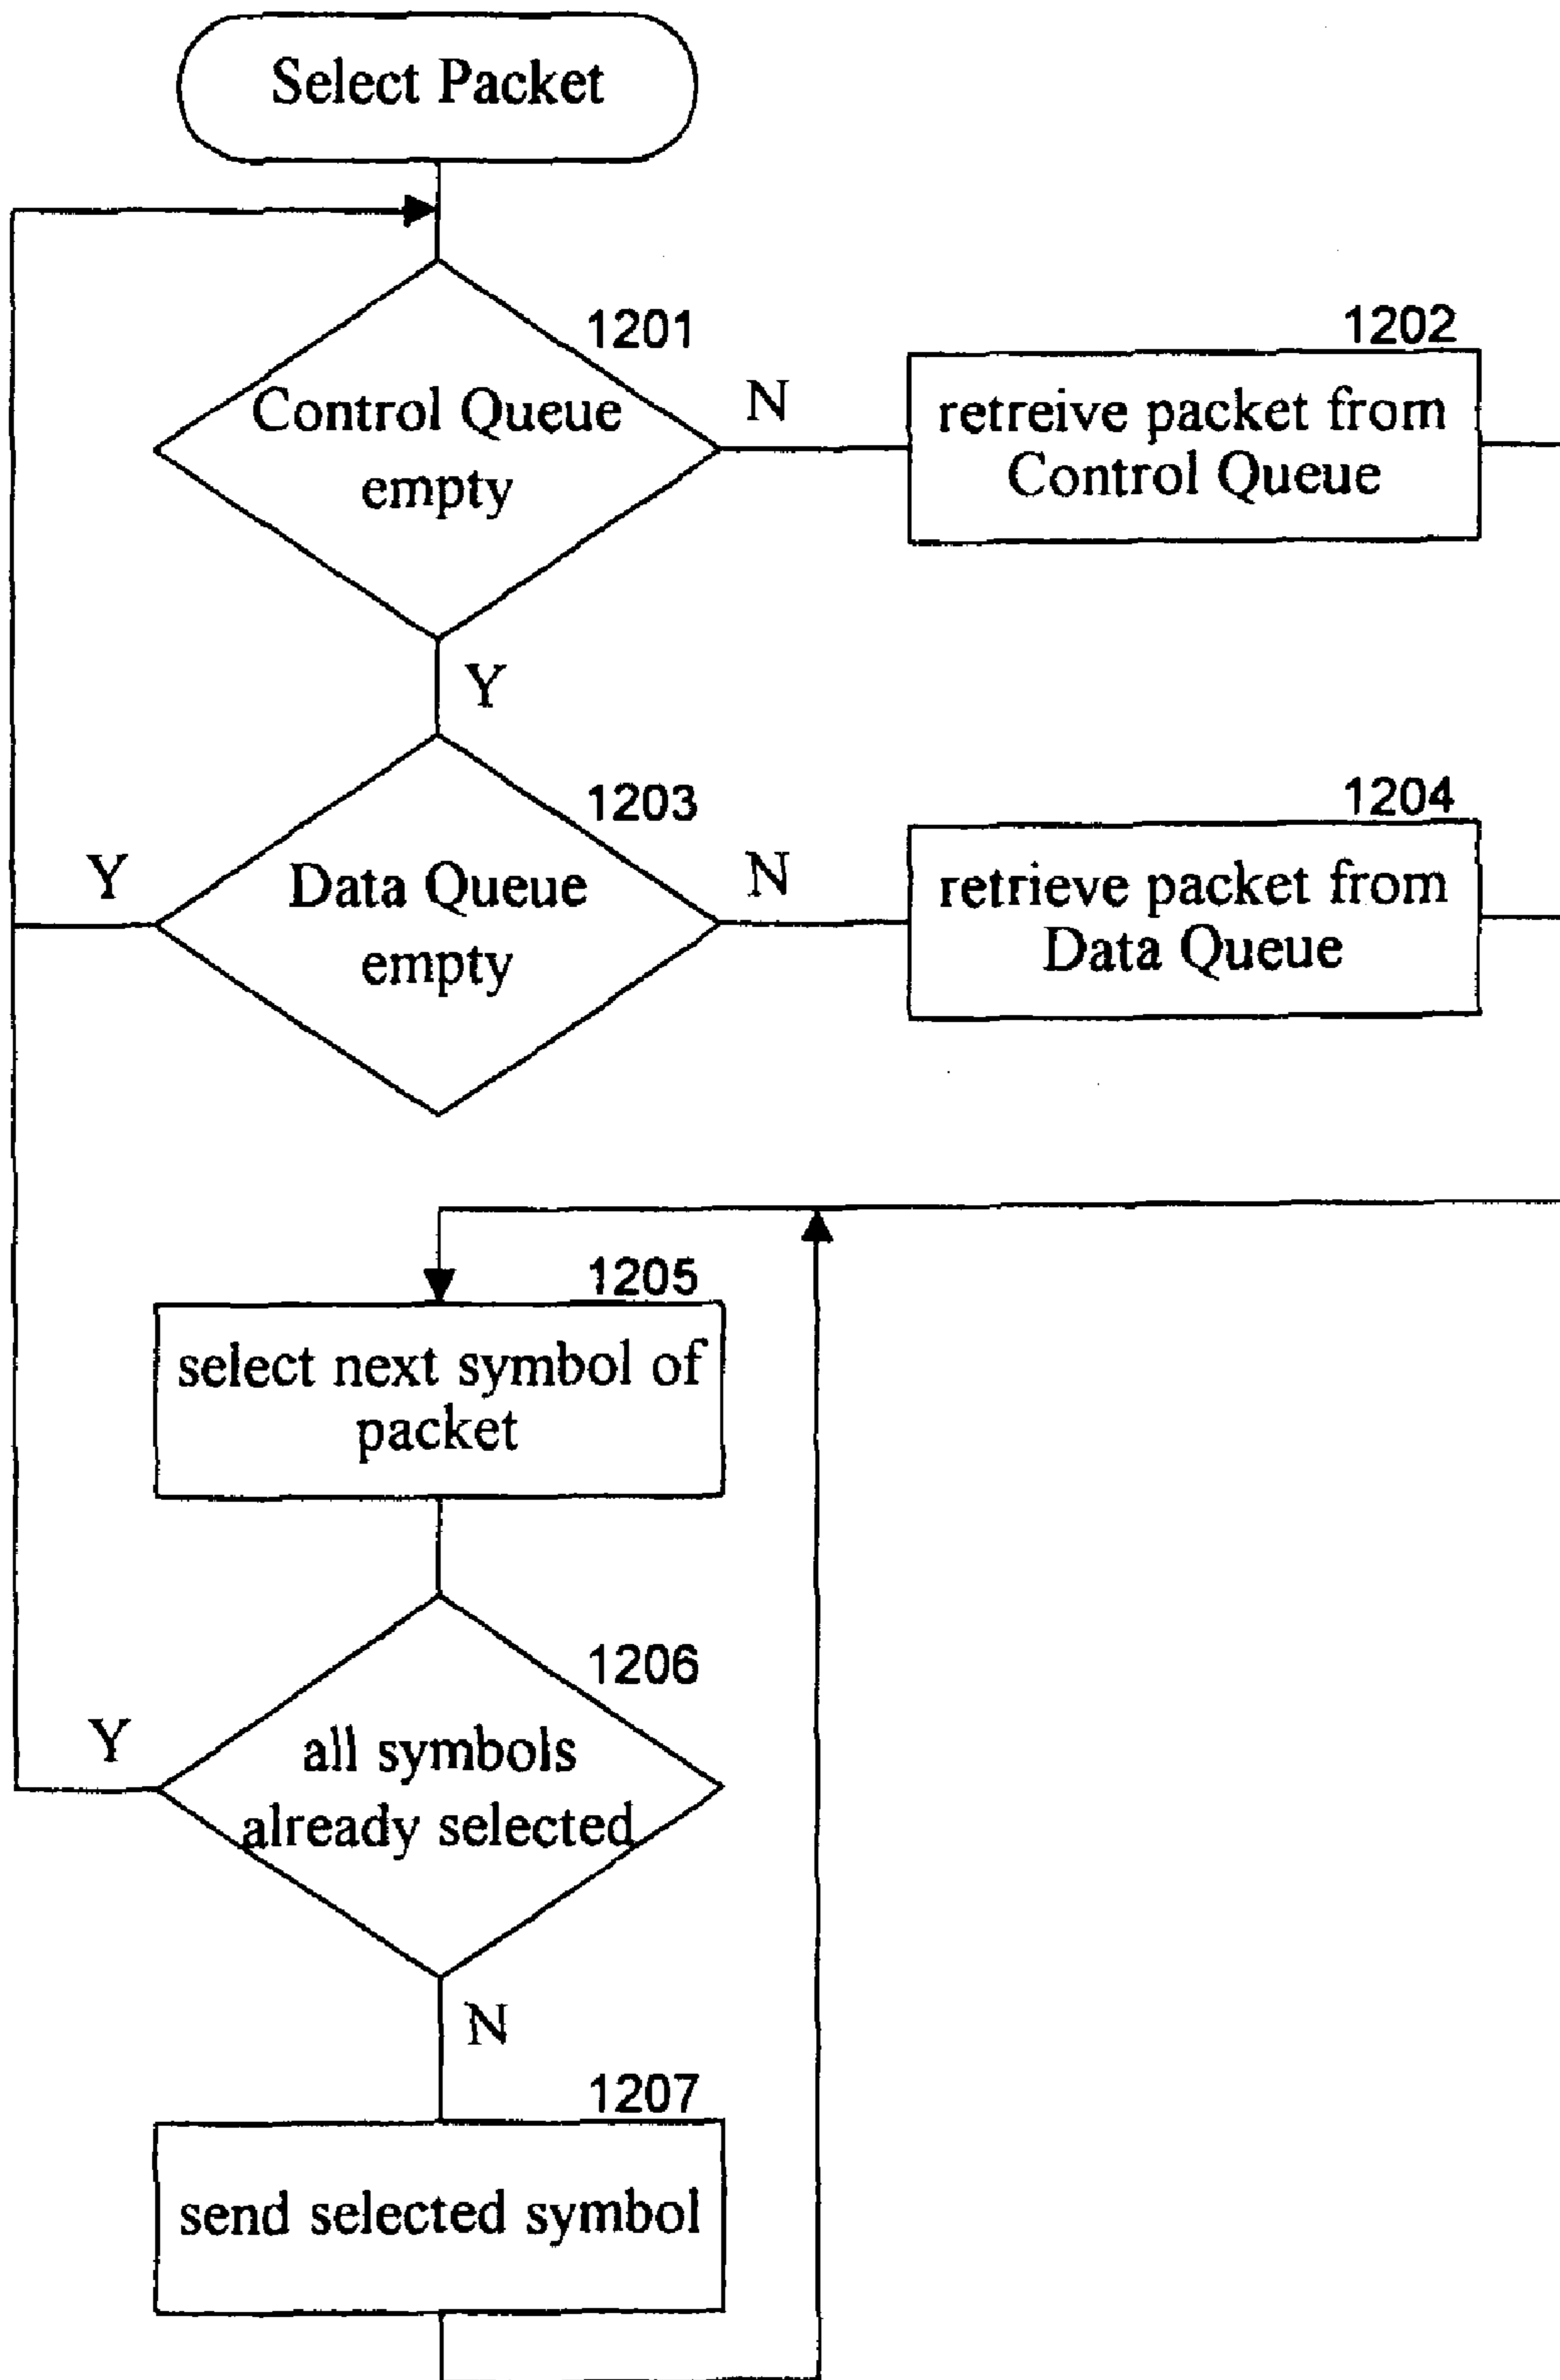 Select Packet
1201
Control Queue
empty
N
1202
retreive packet from
Control Queue
Y
1203
Data Queue
empty
Y
N
1204
retrieve packet from
Data Queue
1205
select next symbol of
packet
1206
all symbols
already selected
Y
N
1207
send selected symbol